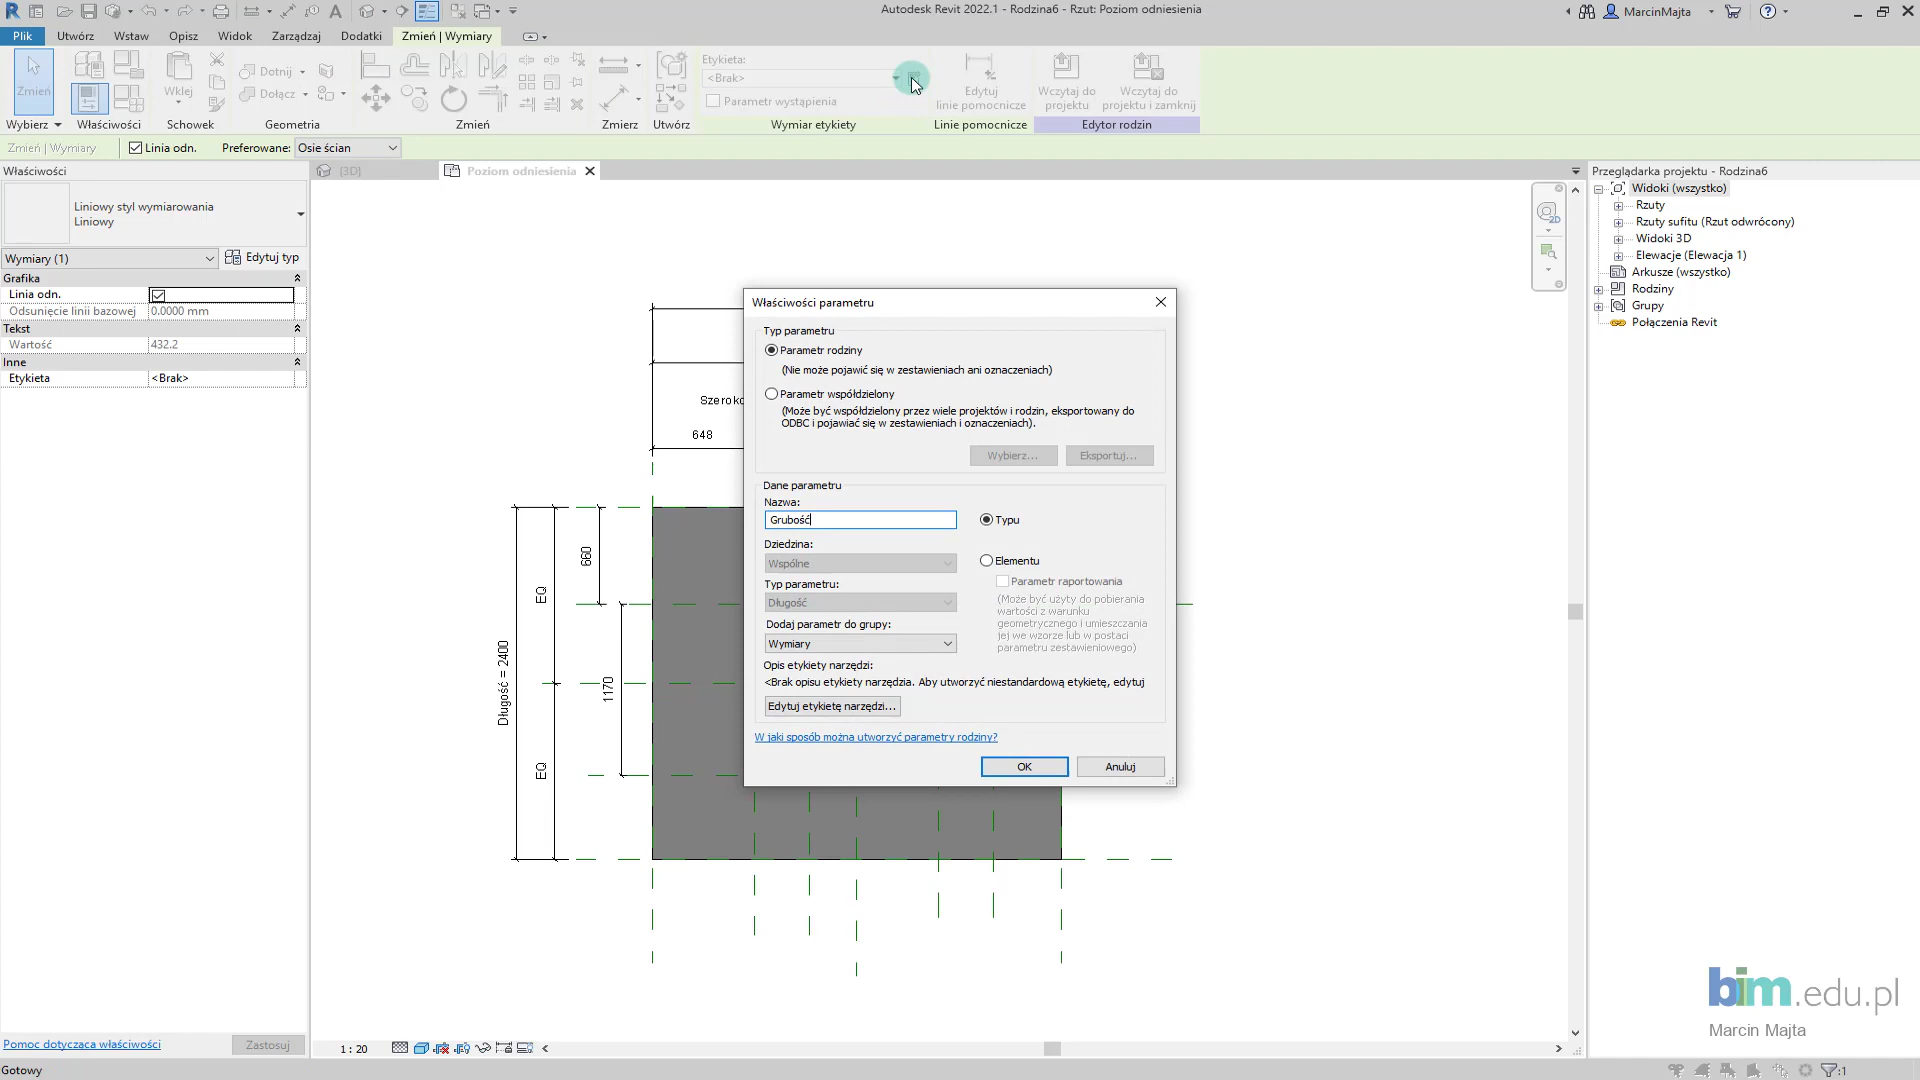 Autodesk Revit 2022.1 - Rodzina6 - Rzut: Poziom odniesienia
MarcinMajta
Plik
Utwórz
Wstaw
Opisz
Widok
Zarządzaj
Dodatki
Zmień | Wymiary
Zmień
Wklej
Dotnij
Dołącz
Etykieta:
<Brak>
Parametr wystąpienia
Edytuj
linie pomocnicze
Wczytaj do
projektu
Wczytaj do
projektu i zamknij
Wybierz
Właściwości
Schowek
Geometria
Zmień
Zmierz
Utwórz
Wymiar etykiety
Linie pomocnicze
Edytor rodzin
Zmień | Wymiary
Linia odn.
Preferowane:
Osie ścian
Właściwości
Liniowy styl wymiarowania
Liniowy
Wymiary (1)
Edytuj typ
Grafika
Linia odn.
Odsunięcie linii bazowej
0.0000 mm
Tekst
Wartość
432.2
Inne
Etykieta
<Brak>
Pomoc dotycząca właściwości
Zastosuj
Gotowy
{3D}
Poziom odniesienia
2D
Szeroko
648
660
EQ
Długość = 2400
1170
EQ
1 : 20
Właściwości parametru
Typ parametru
Parametr rodziny
(Nie może pojawić się w zestawieniach ani oznaczeniach)
Parametr współdzielony
(Może być współdzielony przez wiele projektów i rodzin, eksportowany do
ODBC i pojawiać się w zestawieniach i oznaczeniach).
Wybierz...
Eksportuj...
Dane parametru
Nazwa:
Grubość
Typu
Dziedzina:
Wspólne
Elementu
Typ parametru:
Parametr raportowania
Długość
(Może być użyty do pobierania
wartości z warunku
geometrycznego i umieszczania
jej we wzorze lub w postaci
parametru zestawieniowego)
Dodaj parametr do grupy:
Wymiary
Opis etykiety narzędzi:
<Brak opisu etykiety narzędzia. Aby utworzyć niestandardową etykietę, edytuj
Edytuj etykietę narzędzi...
W jaki sposób można utworzyć parametry rodziny?
OK
Anuluj
Przeglądarka projektu - Rodzina6
Widoki (wszystko)
Rzuty
Rzuty sufitu (Rzut odwrócony)
Widoki 3D
Elewacje (Elewacja 1)
Arkusze (wszystko)
Rodziny
Grupy
Połączenia Revit
bim.edu.pl
Marcin Majta
:1